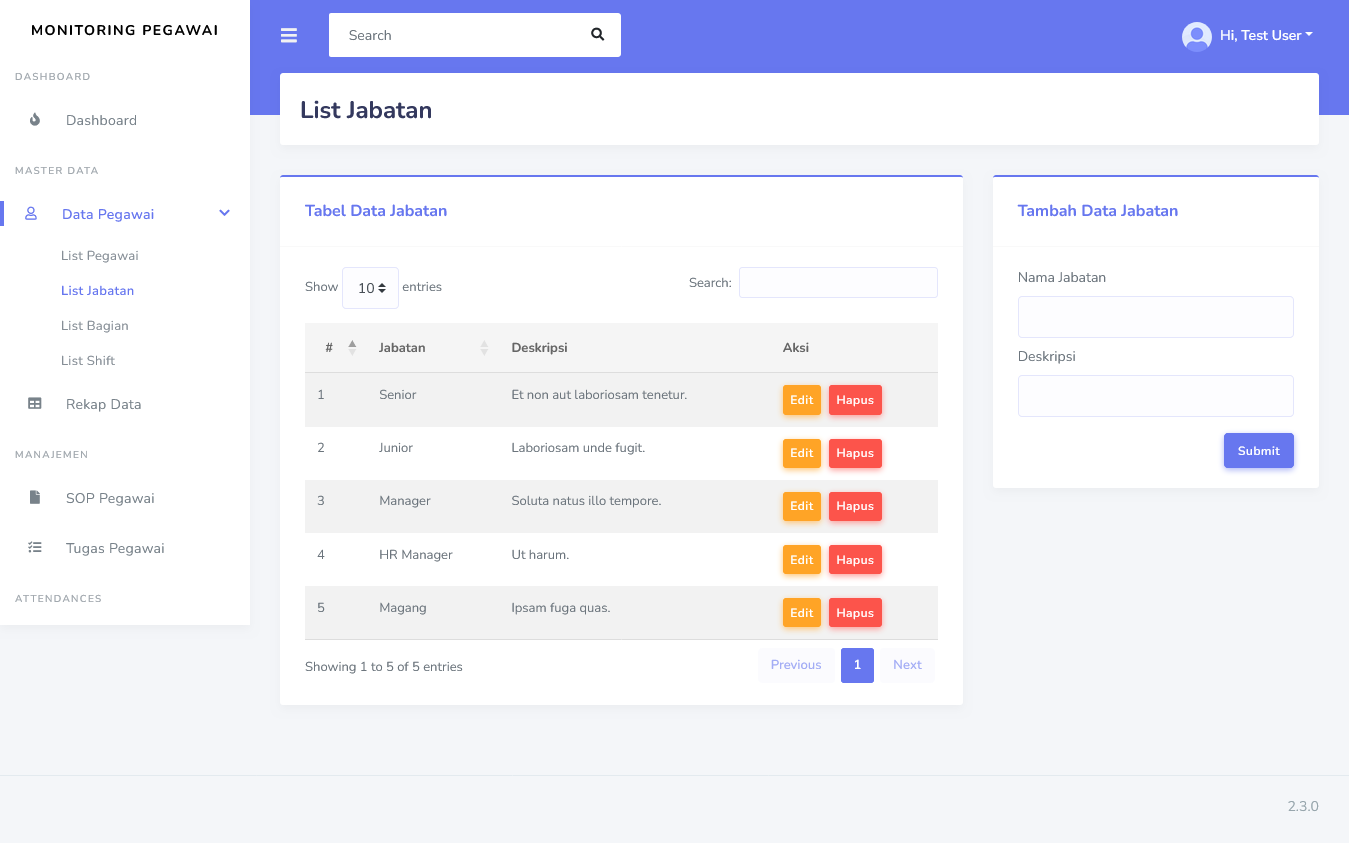 MONITORING PEGAWAI
Search
Hi, Test User
DASHBOARD
Dashboard
MASTER DATA
Data Pegawai
List Pegawai
List Jabatan
List Bagian
List Shift
Rekap Data
MANAJEMEN
SOP Pegawai
Tugas Pegawai
ATTENDANCES
List Jabatan
Tabel Data Jabatan
Show 10 entries Search:
# Jabatan Deskripsi Aksi
1 Senior Et non aut laboriosam tenetur. Edit Hapus
2 Junior Laboriosam unde fugit. Edit Hapus
3 Manager Soluta natus illo tempore. Edit Hapus
4 HR Manager Ut harum. Edit Hapus
5 Magang Ipsam fuga quas. Edit Hapus
Showing 1 to 5 of 5 entries Previous 1 Next
Tambah Data Jabatan
Nama Jabatan
Deskripsi
Submit
2.3.0